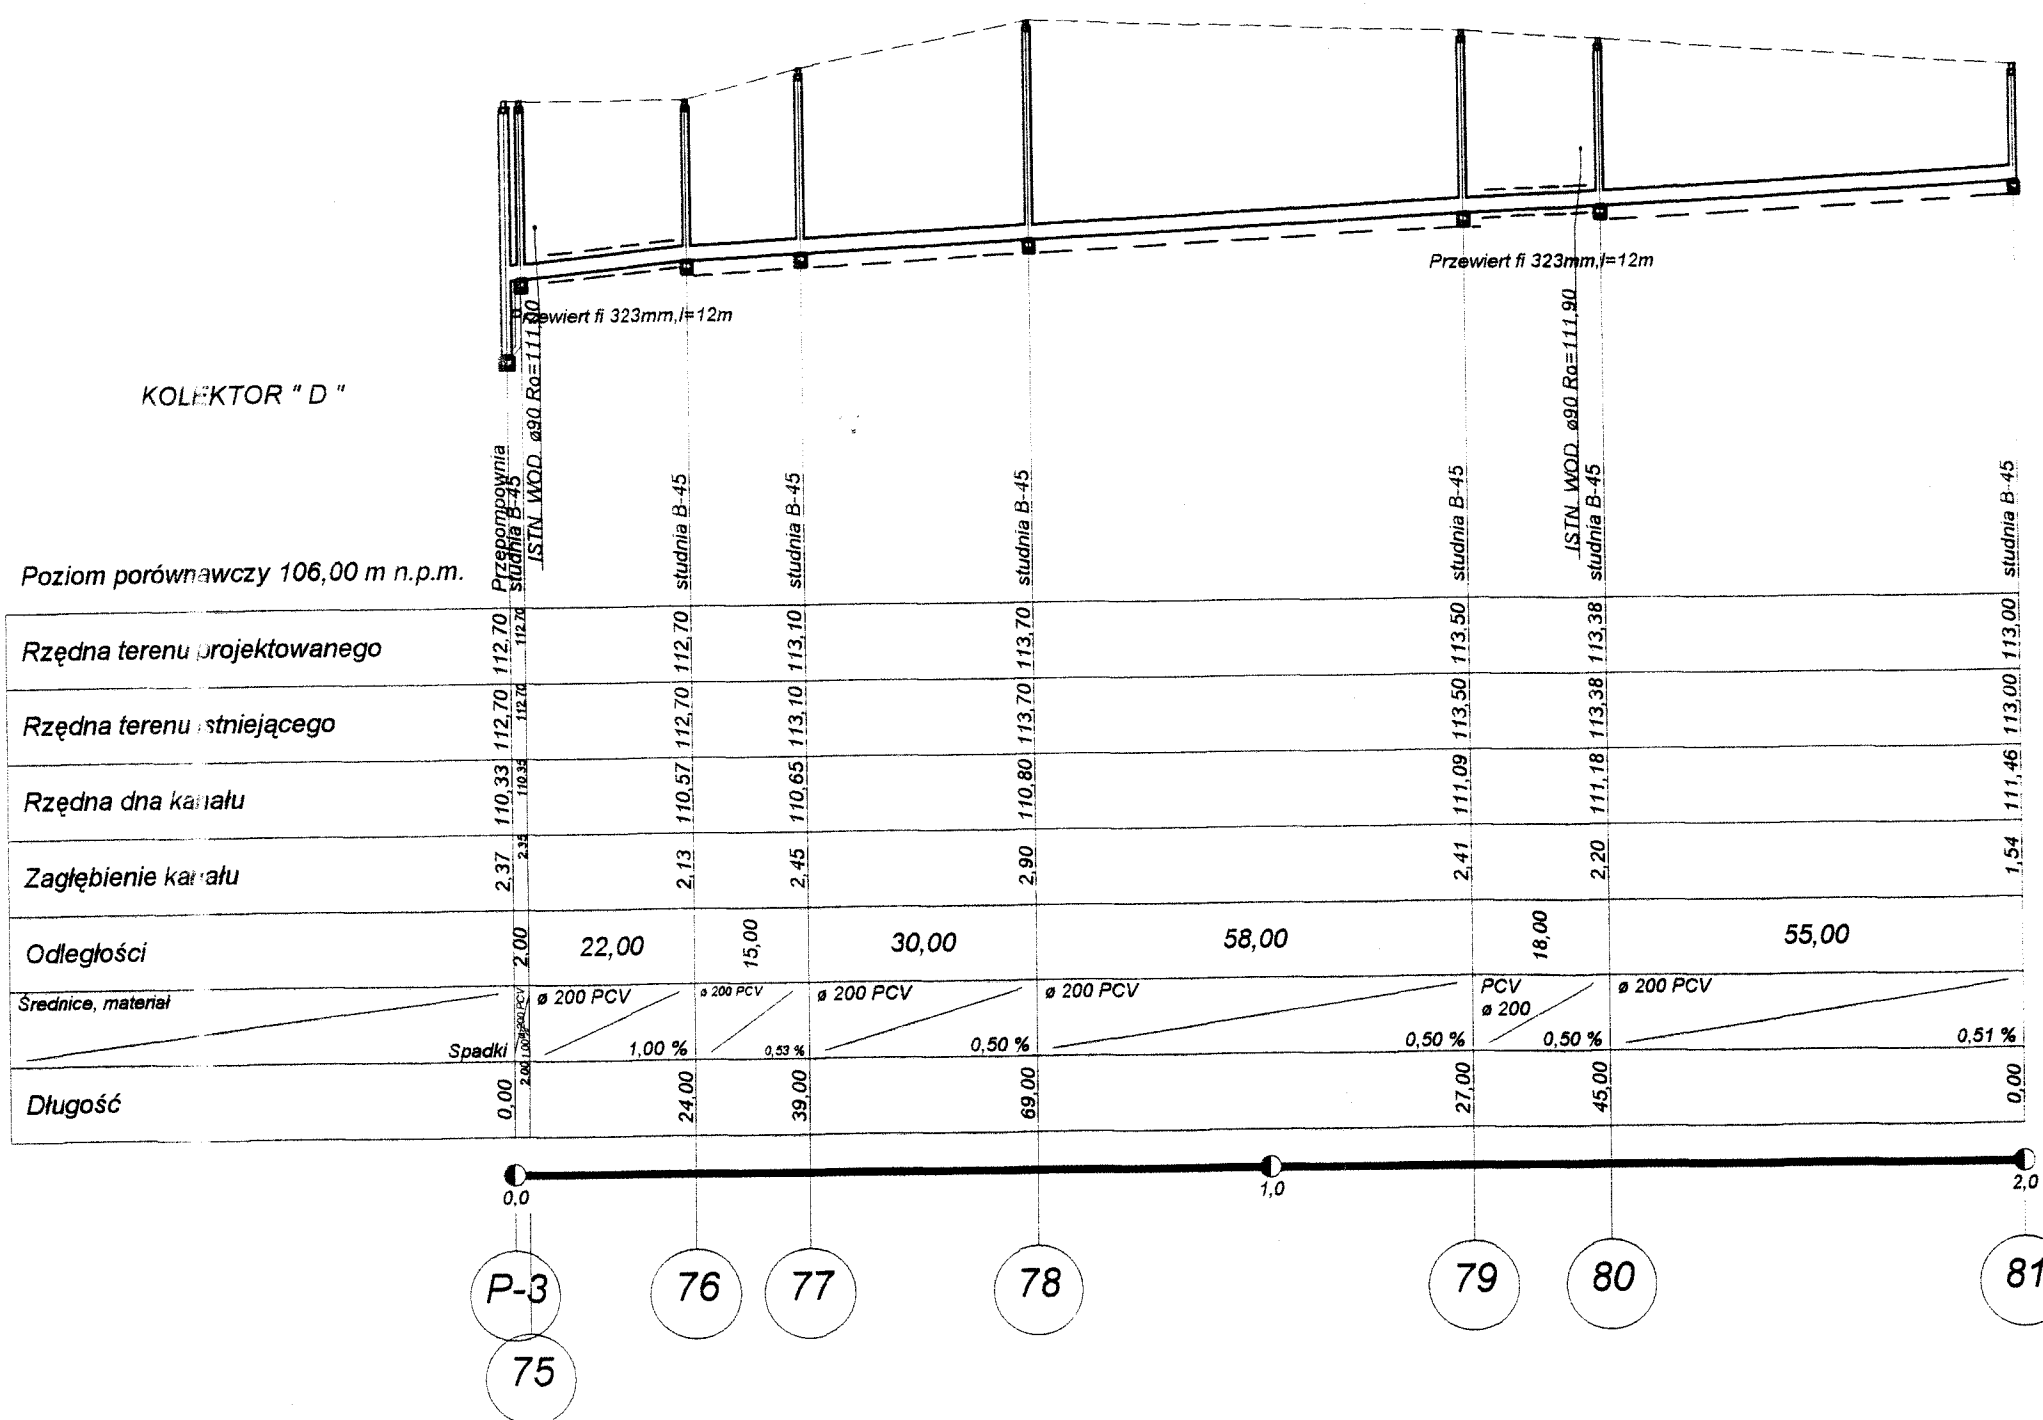 Przewiert fi 323mm,l=12m
Przewiert fi 323mm,l=12m
KOLEKTOR " D "
Przepompownia
studnia B-45
ISTN. WOD. ø90 Ro=111,90
studnia B-45
studnia B-45
studnia B-45
studnia B-45
ISTN. WOD. ø90 Ro=111,90
studnia B-45
studnia B-45
Poziom porównawczy 106,00 m n.p.m.
Rzędna terenu projektowanego
112,70 112,70 112,70 113,10 113,70 113,50 113,38 113,00
Rzędna terenu istniejącego
112,70 112,70 112,70 113,10 113,70 113,50 113,38 113,00
Rzędna dna kanału
110,33 110,35 110,57 110,65 110,80 111,09 111,18 111,46
Zagłębienie kanału
2,37 2,35 2,13 2,45 2,90 2,41 2,20 1,54
Odległości
2,00 22,00 15,00 30,00 58,00 18,00 55,00
Średnice, materiał
ø 200 PCV
ø 200 PCV
ø 200 PCV
ø 200 PCV
PCV
ø 200
ø 200 PCV
Spadki
1,00 % 0,53 % 0,50 % 0,50 % 0,50 % 0,51 %
Długość
0,00 2,00 24,00 39,00 69,00 27,00 45,00 0,00
0,0 1,0 2,0
P-3 76 77 78 79 80 81
75